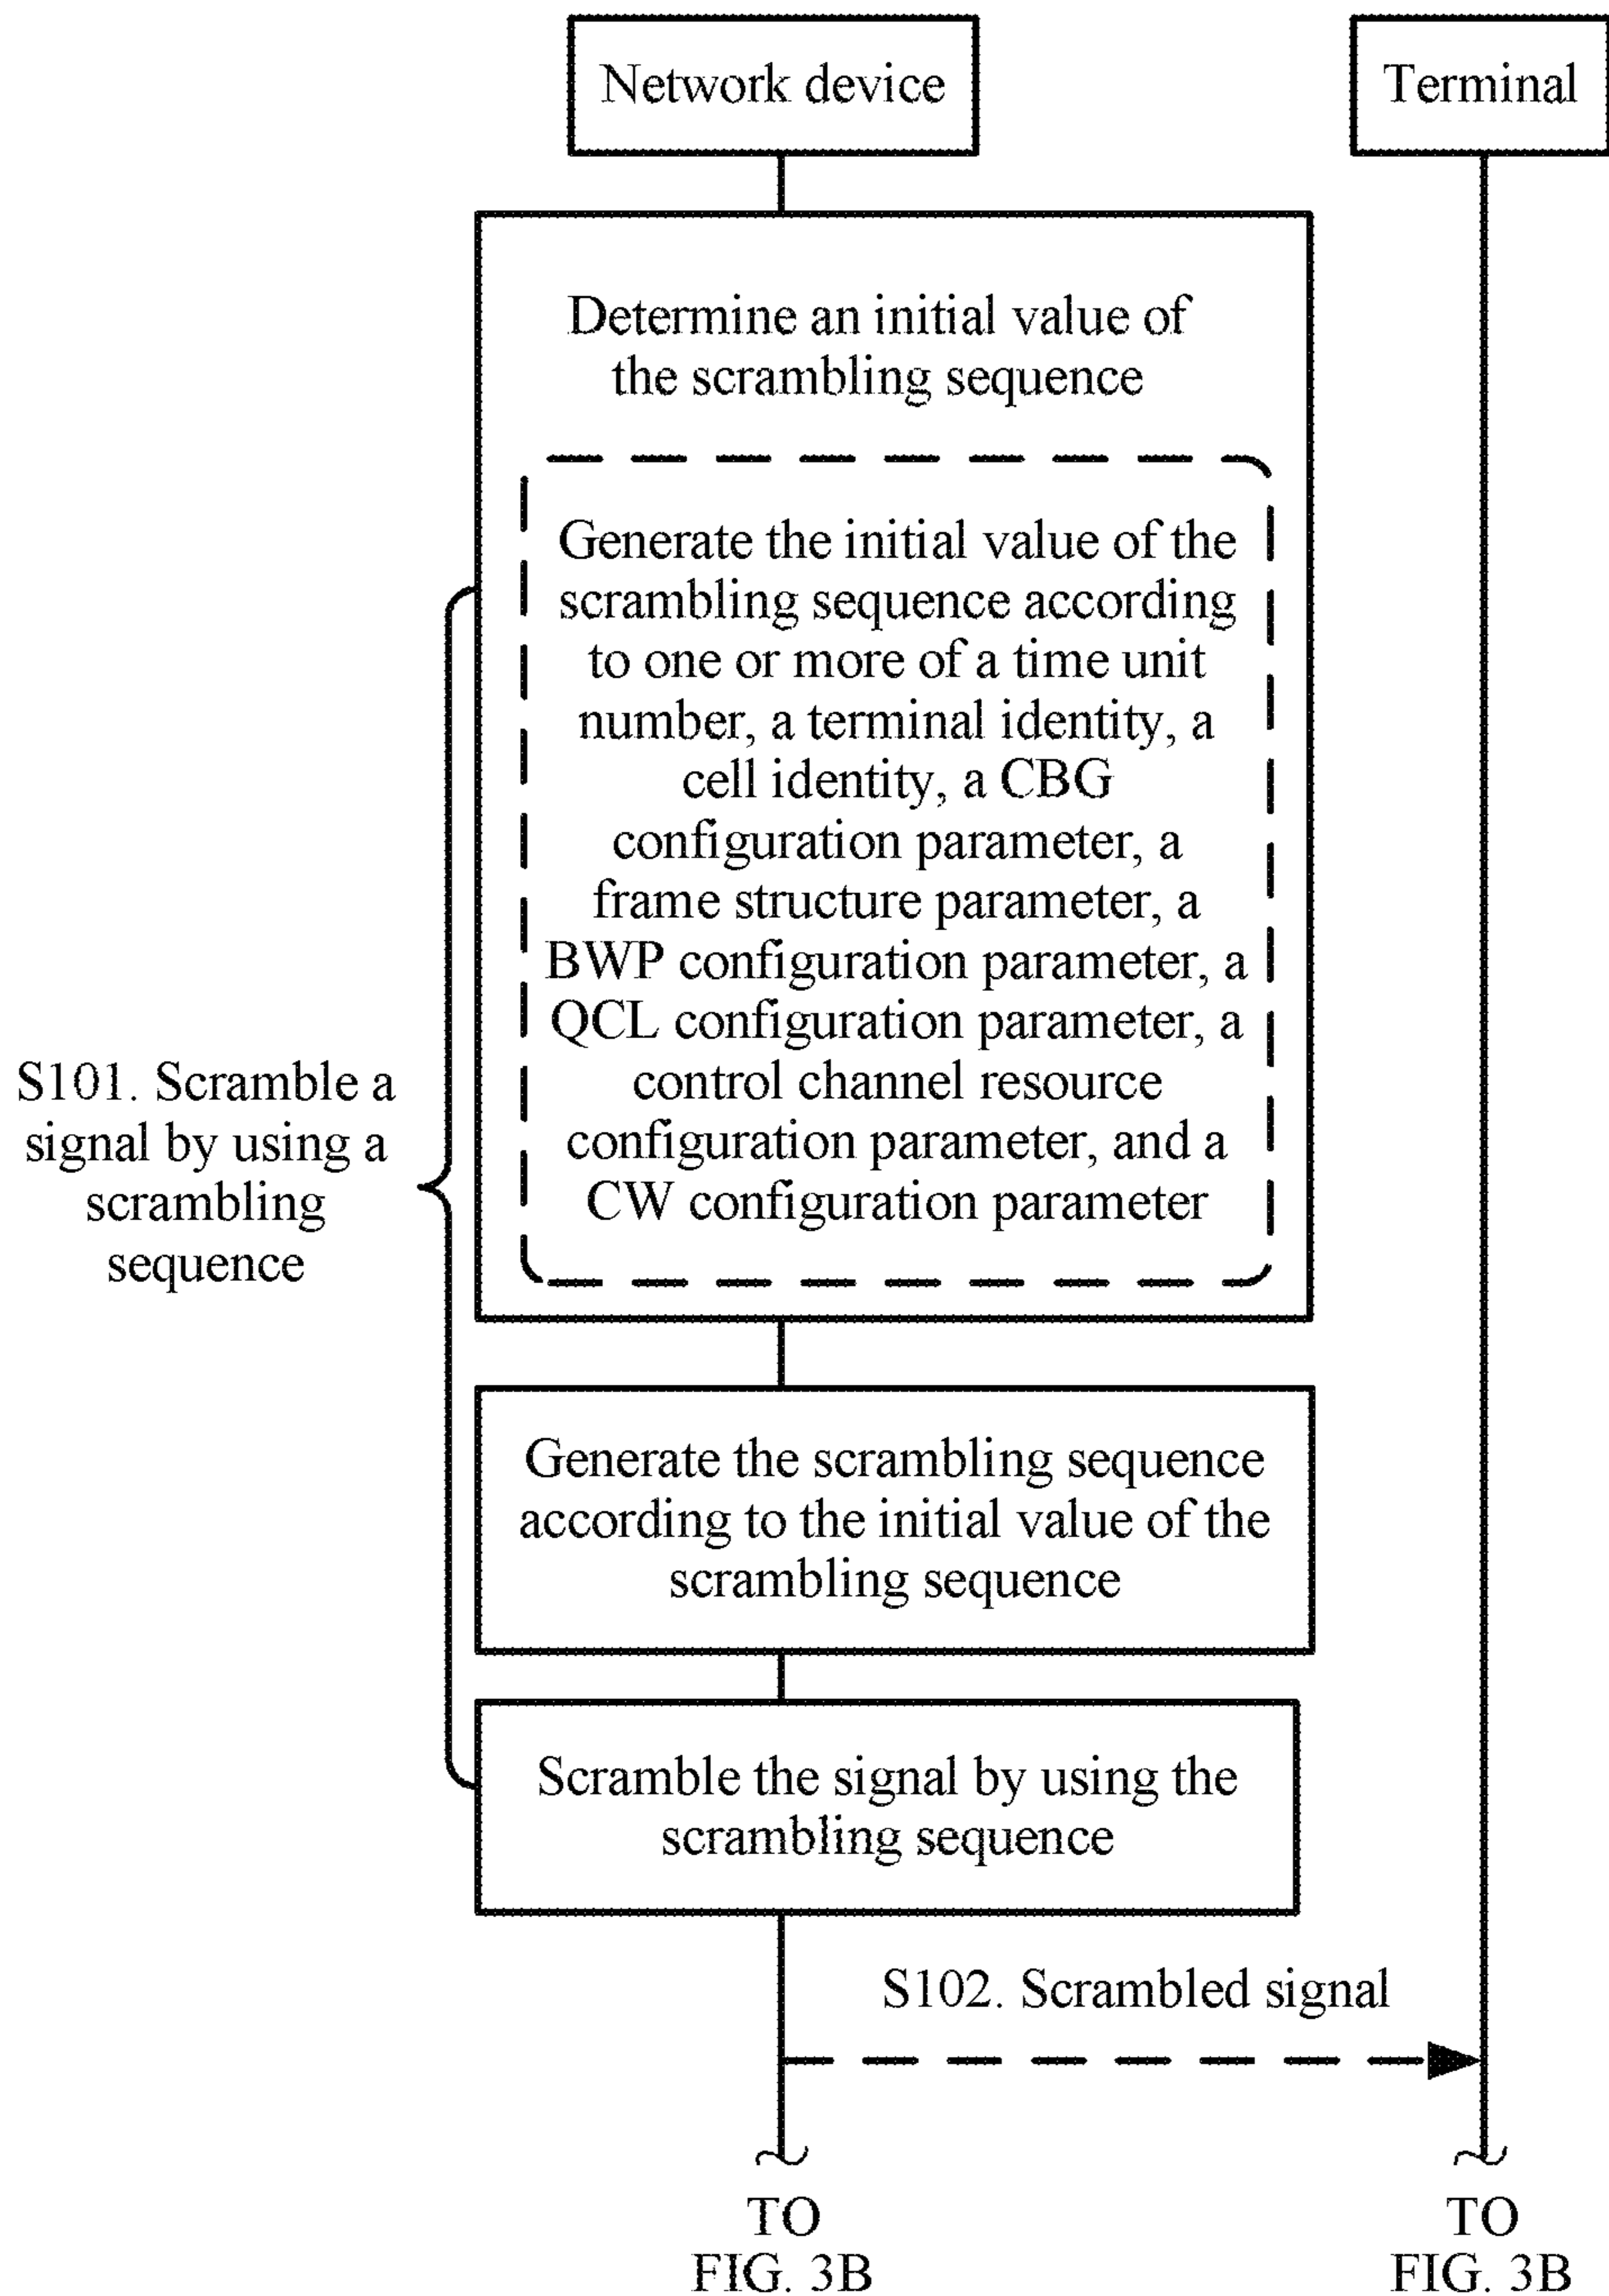 Network device
Terminal
Determine an initial value of
the scrambling sequence
Generate the initial value of the
scrambling sequence according
to one or more of a time unit
number, a terminal identity, a
cell identity, a CBG
configuration parameter, a
frame structure parameter, a
BWP configuration parameter, a
QCL configuration parameter, a
control channel resource
configuration parameter, and a
CW configuration parameter
S101. Scramble a
signal by using a
scrambling
sequence
Generate the scrambling sequence
according to the initial value of the
scrambling sequence
Scramble the signal by using the
scrambling sequence
S102. Scrambled signal
TO
FIG. 3B
TO
FIG. 3B